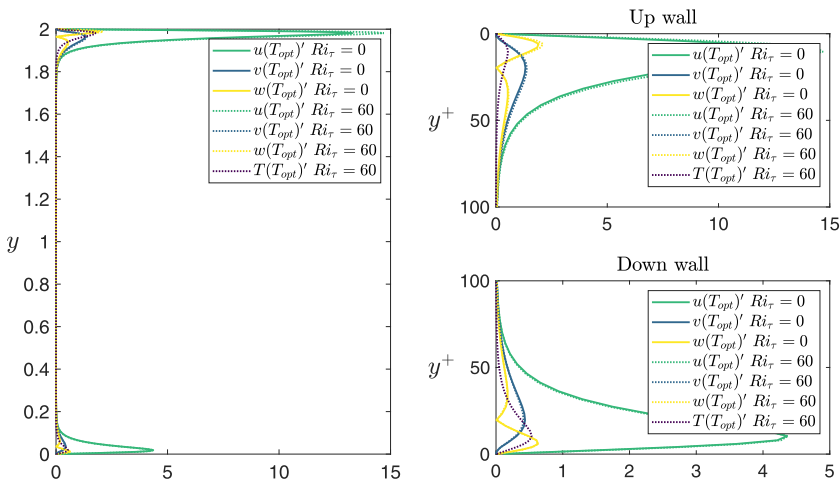 2
1.8
1.6
1.4
1.2
1
0.8
0.6
0.4
0.2
0
y
0 5 10 15
u(T_opt)′ Ri_τ = 0
v(T_opt)′ Ri_τ = 0
w(T_opt)′ Ri_τ = 0
u(T_opt)′ Ri_τ = 60
v(T_opt)′ Ri_τ = 60
w(T_opt)′ Ri_τ = 60
T(T_opt)′ Ri_τ = 60
Up wall
0
50
100
y⁺
0 5 10 15
u(T_opt)′ Ri_τ = 0
v(T_opt)′ Ri_τ = 0
w(T_opt)′ Ri_τ = 0
u(T_opt)′ Ri_τ = 60
v(T_opt)′ Ri_τ = 60
w(T_opt)′ Ri_τ = 60
T(T_opt)′ Ri_τ = 60
Down wall
100
50
0
y⁺
0 1 2 3 4 5
u(T_opt)′ Ri_τ = 0
v(T_opt)′ Ri_τ = 0
w(T_opt)′ Ri_τ = 0
u(T_opt)′ Ri_τ = 60
v(T_opt)′ Ri_τ = 60
w(T_opt)′ Ri_τ = 60
T(T_opt)′ Ri_τ = 60